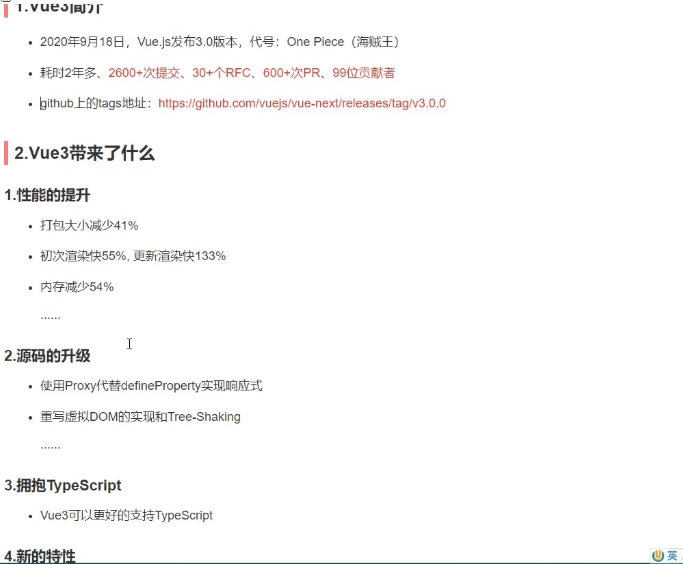 1.Vue3简介
2020年9月18日，Vue.js发布3.0版本，代号：One Piece（海贼王）
耗时2年多、2600+次提交、30+个RFC、600+次PR、99位贡献者
github上的tags地址：https://github.com/vuejs/vue-next/releases/tag/v3.0.0
2.Vue3带来了什么
1.性能的提升
打包大小减少41%
初次渲染快55%, 更新渲染快133%
内存减少54%
......
2.源码的升级
使用Proxy代替defineProperty实现响应式
重写虚拟DOM的实现和Tree-Shaking
......
3.拥抱TypeScript
Vue3可以更好的支持TypeScript
4.新的特性
英